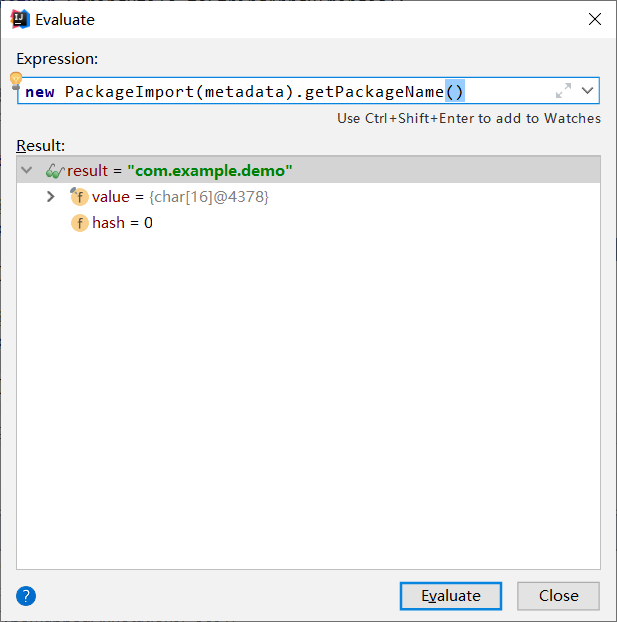 Evaluate
Expression:
new PackageImport(metadata).getPackageName()
Use Ctrl+Shift+Enter to add to Watches
Result:
result = "com.example.demo"
f value = {char[16]@4378}
f hash = 0
? Evaluate Close